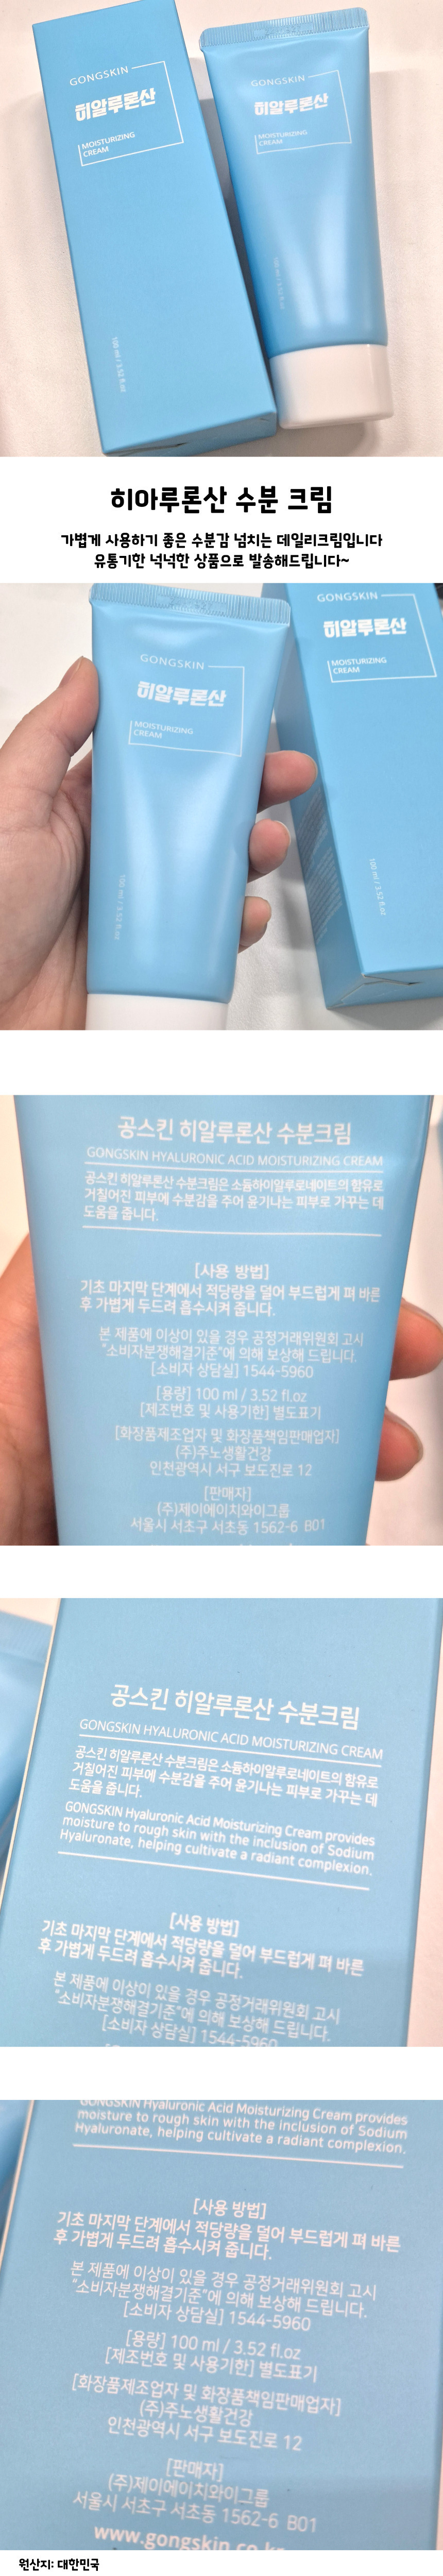 GONGSKIN
히알루론산
MOISTURIZING
CREAM
100 ml / 3.52 fl.oz
GONGSKIN
히알루론산
MOISTURIZING
CREAM
100 ml / 3.52 fl.oz
히아루론산 수분 크림
가볍게 사용하기 좋은 수분감 넘치는 데일리크림입니다
유통기한 넉넉한 상품으로 발송해드립니다~
GONGSKIN
히알루론산
MOISTURIZING
CREAM
100 ml / 3.52 fl.oz
GONGSKIN
히알루론산
MOISTURIZING
CREAM
100 ml / 3.52 fl.oz
공스킨 히알루론산 수분크림
GONGSKIN HYALURONIC ACID MOISTURIZING CREAM
공스킨 히알루론산 수분크림은 소듐하이알루로네이트의 함유로
거칠어진 피부에 수분감을 주어 윤기나는 피부로 가꾸는 데
도움을 줍니다.
[사용 방법]
기초 마지막 단계에서 적당량을 덜어 부드럽게 펴 바른
후 가볍게 두드려 흡수시켜 줍니다.
본 제품에 이상이 있을 경우 공정거래위원회 고시
"소비자분쟁해결기준"에 의해 보상해 드립니다.
[소비자 상담실] 1544-5960
[용량] 100 ml / 3.52 fl.oz
[제조번호 및 사용기한] 별도표기
[화장품제조업자 및 화장품책임판매업자]
(주)주노생활건강
인천광역시 서구 보도진로 12
[판매자]
(주)제이에이치와이그룹
서울시 서초구 서초동 1562-6 B01
공스킨 히알루론산 수분크림
GONGSKIN HYALURONIC ACID MOISTURIZING CREAM
공스킨 히알루론산 수분크림은 소듐하이알루로네이트의 함유로
거칠어진 피부에 수분감을 주어 윤기나는 피부로 가꾸는 데
도움을 줍니다.
GONGSKIN Hyaluronic Acid Moisturizing Cream provides
moisture to rough skin with the inclusion of Sodium
Hyaluronate, helping cultivate a radiant complexion.
[사용 방법]
기초 마지막 단계에서 적당량을 덜어 부드럽게 펴 바른
후 가볍게 두드려 흡수시켜 줍니다.
본 제품에 이상이 있을 경우 공정거래위원회 고시
"소비자분쟁해결기준"에 의해 보상해 드립니다.
[소비자 상담실] 1544-5960
GONGSKIN Hyaluronic Acid Moisturizing Cream provides
moisture to rough skin with the inclusion of Sodium
Hyaluronate, helping cultivate a radiant complexion.
[사용 방법]
기초 마지막 단계에서 적당량을 덜어 부드럽게 펴 바른
후 가볍게 두드려 흡수시켜 줍니다.
본 제품에 이상이 있을 경우 공정거래위원회 고시
"소비자분쟁해결기준"에 의해 보상해 드립니다.
[소비자 상담실] 1544-5960
[용량] 100 ml / 3.52 fl.oz
[제조번호 및 사용기한] 별도표기
[화장품제조업자 및 화장품책임판매업자]
(주)주노생활건강
인천광역시 서구 보도진로 12
[판매자]
(주)제이에이치와이그룹
서울시 서초구 서초동 1562-6 B01
www.gongskin.co.kr
원산지: 대한민국